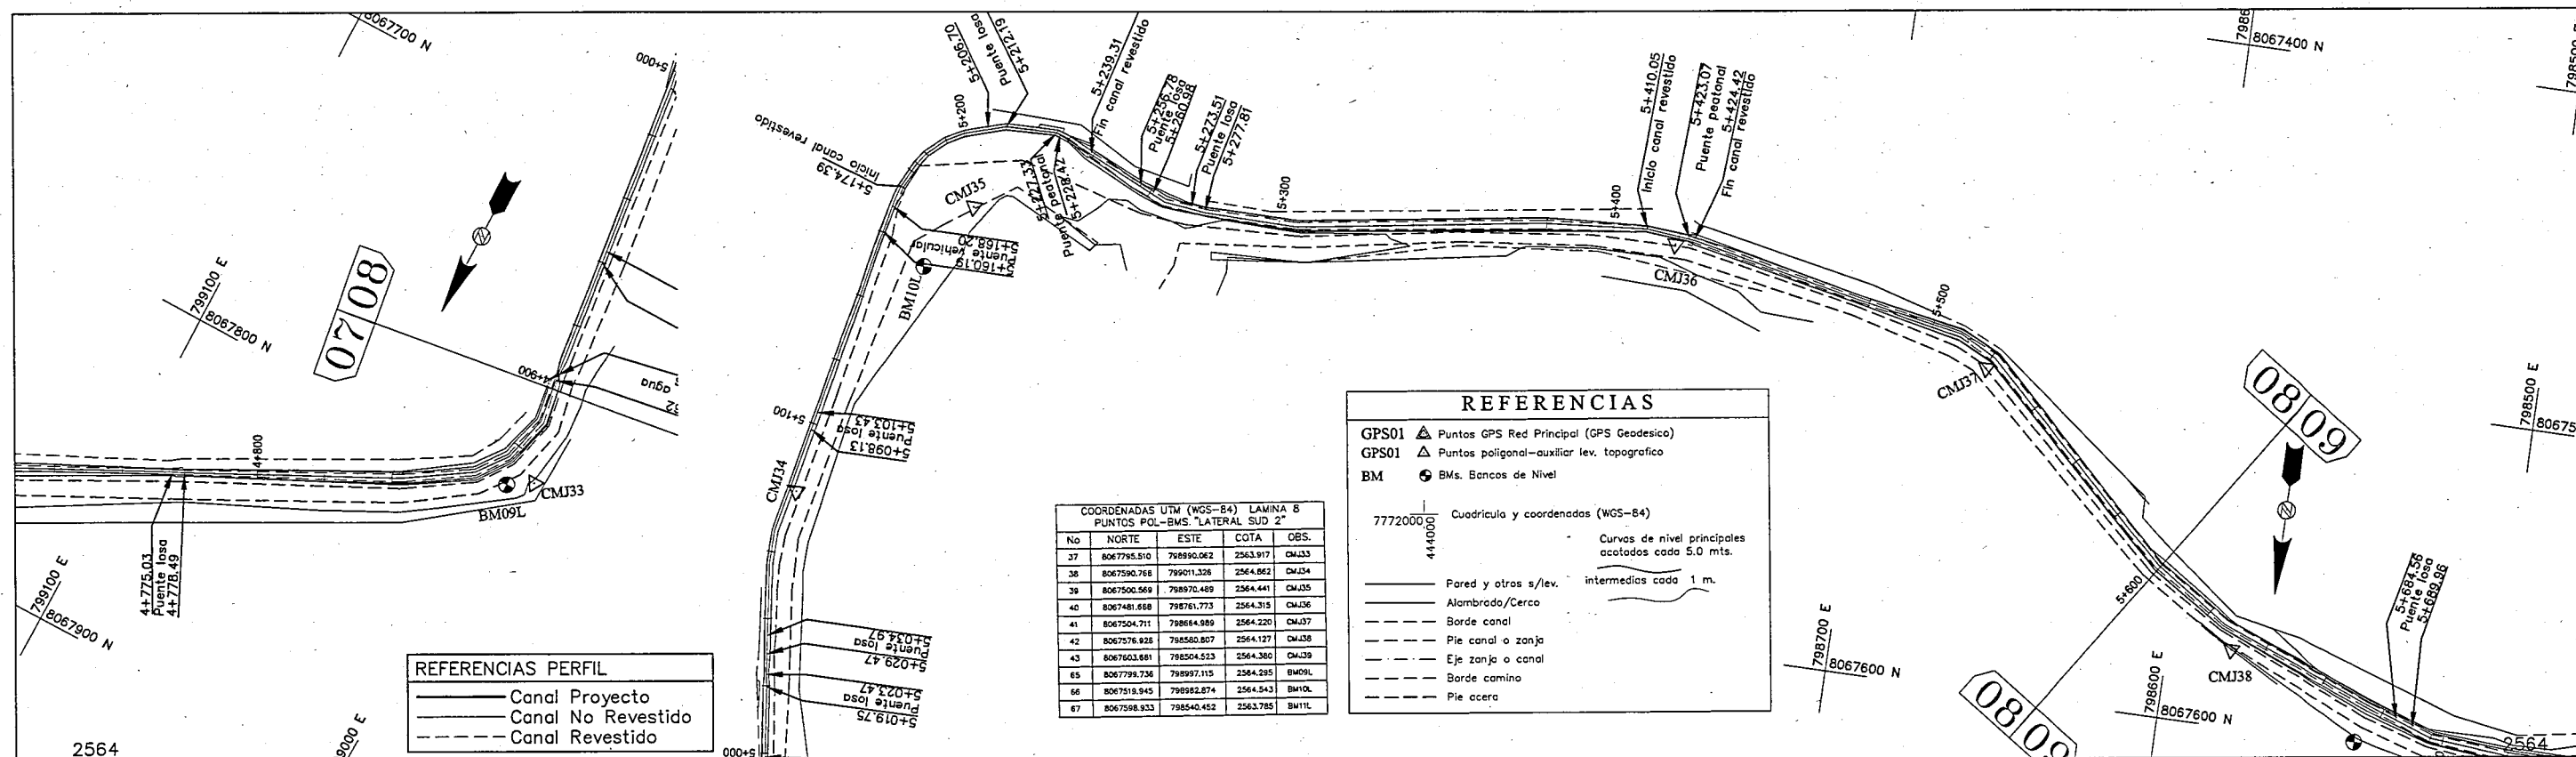 8067700 N
5+000
799100 E
8067800 N
07
08
4+900
agua
4+800
CMJ33
BM09L
4+775.03
Puente losa
4+778.49
799100 E
8067900 N
2564
REFERENCIAS PERFIL
Canal Proyecto
Canal No Revestido
Canal Revestido
5+206.70
Puente losa
5+212.19
5+200
5+239.31
Fin canal revestido
5+256.78
Puente losa
5+260.98
5+273.51
Puente losa
5+277.81
Inicio canal revestido
5+174.39
CMJ35
5+227.33
Puente peatonal
5+228.42
5+168.20
Puente vehicular
5+160.19
BM10L
5+300
5+400
5+410.05
Inicio canal revestido
5+423.07
Puente peatonal
5+424.42
Fin canal revestido
CMJ36
5+500
CMJ37
5+100
5+103.43
Puente losa
5+098.13
CMJ34
5+034.97
Puente losa
5+029.47
5+023.47
Puente losa
5+019.75
5+000
COORDENADAS UTM (WGS-84) LAMINA 8
PUNTOS POL-BMS. "LATERAL SUD 2"
No NORTE ESTE COTA OBS.
37 8067795.510 798990.062 2563.917 CMJ33
38 8067590.768 799011.326 2564.862 CMJ34
39 8067500.569 798970.489 2564.441 CMJ35
40 8067481.668 798761.773 2564.315 CMJ36
41 8067504.711 798664.989 2564.220 CMJ37
42 8067576.928 798580.807 2564.127 CMJ38
43 8067603.681 798504.523 2564.380 CMJ39
65 8067799.736 798997.115 2564.295 BM09L
66 8067519.945 798982.874 2564.543 BM10L
67 8067598.933 798540.452 2563.785 BM11L
REFERENCIAS
GPS01 Puntos GPS Red Principal (GPS Geodesico)
GPS01 Puntos poligonal-auxiliar lev. topografico
BM BMs. Bancos de Nivel
7772000
444000
Cuadricula y coordenadas (WGS-84)
Curvas de nivel principales
acotados cada 5.0 mts.
intermedias cada 1 m.
Pared y otros s/lev.
Alambrado/Cerco
Borde canal
Pie canal o zanja
Eje zanja o canal
Borde camino
Pie acera
8067400 N
798500 E
08
09
798500 E
80675
5+600
5+684.56
Puente losa
5+689.96
798700 E
8067600 N
798600 E
8067600 N
CMJ38
08
2564